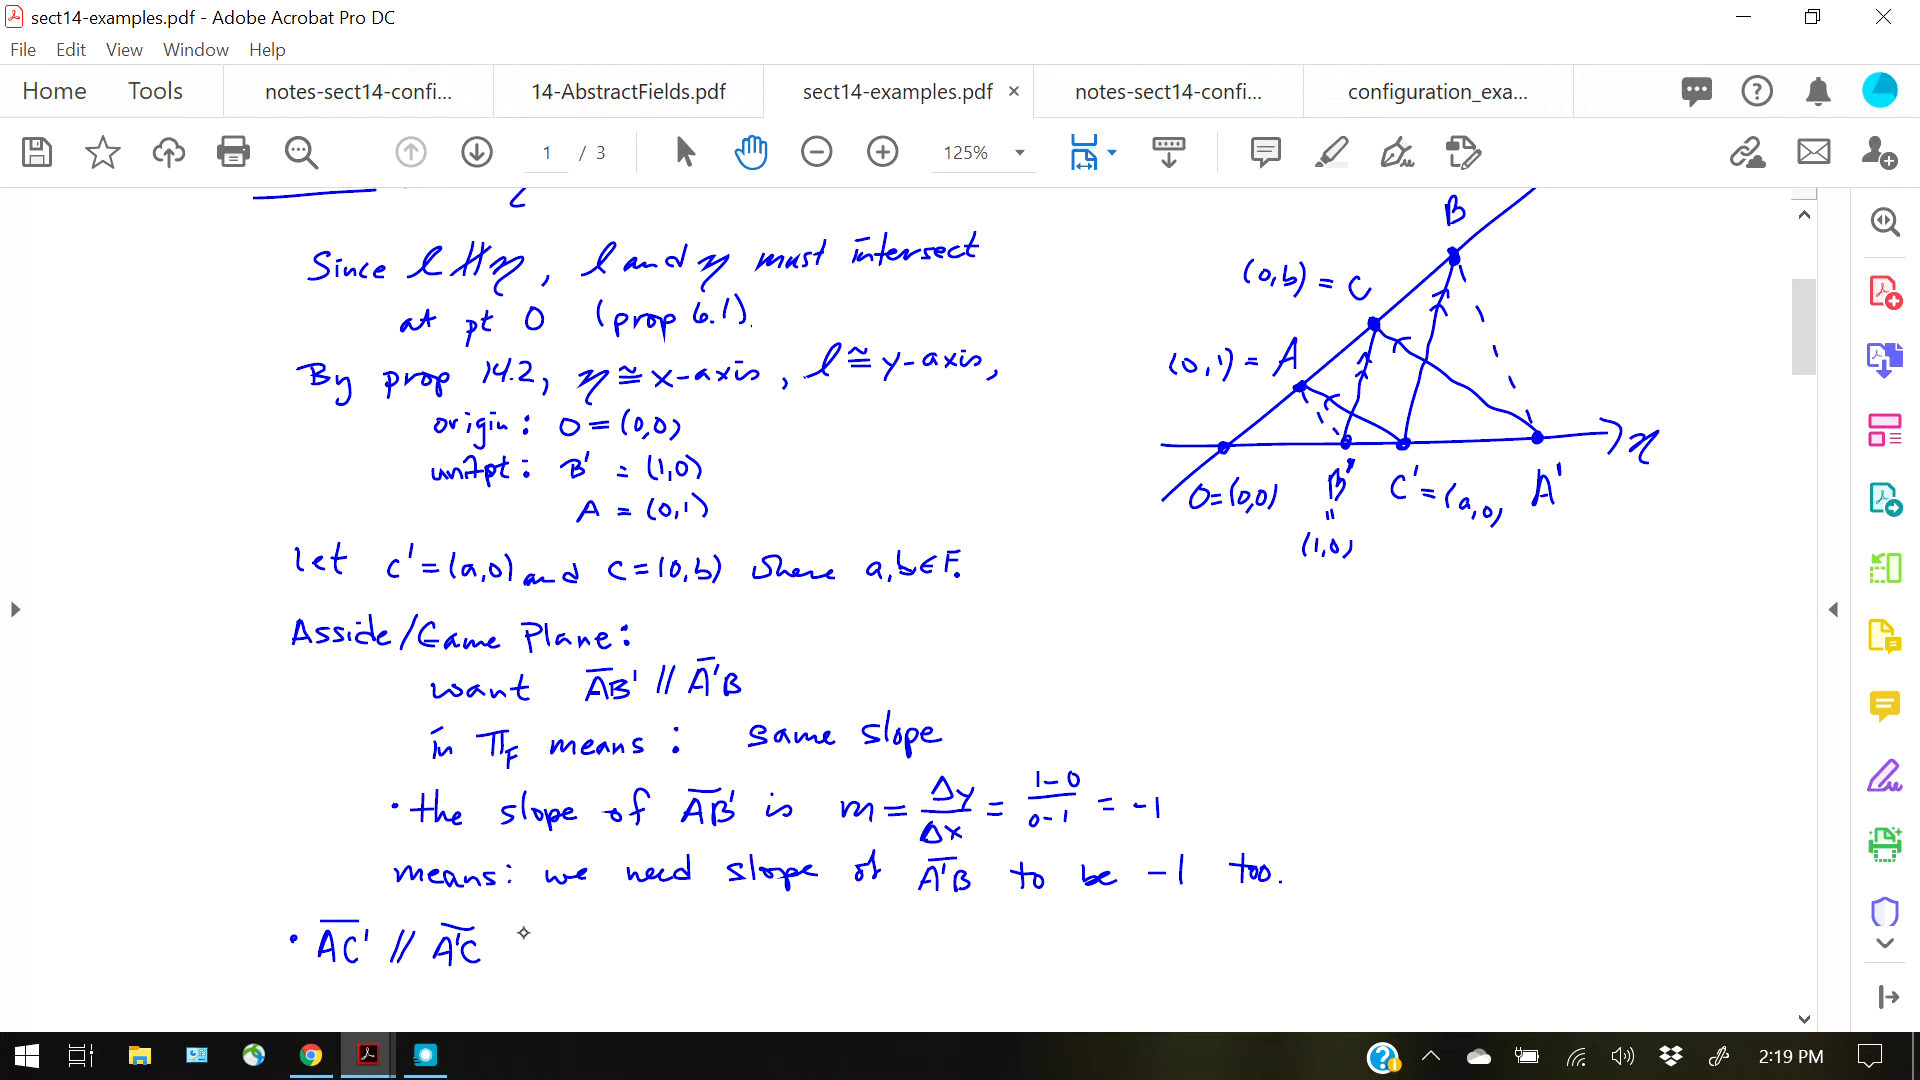 sect14-examples.pdf - Adobe Acrobat Pro DC
File Edit View Window Help
Home Tools notes-sect14-confi... 14-AbstractFields.pdf sect14-examples.pdf × notes-sect14-confi... configuration_exa...
1 / 3 125%
Since l ∦ m, l and m must intersect
at pt O (prop 6.1).
By prop 14.2, m ≅ x-axis, l ≅ y-axis,
origin: O = (0,0)
unitpt: B' = (1,0)
A = (0,1)
let C' = (a,0) and C = (0,b) where a,b ∈ F.
Asside/Game Plane:
want AB' // A'B
in π_F means: same slope
• the slope of AB' is m = Δy/Δx = 1-0/0-1 = -1
means: we need slope of A'B to be -1 too.
• AC' // A'C
B
(0,b) = C
(0,1) = A
m
O=(0,0) B' C' = (a,0) A'
"
(1,0)
2:19 PM